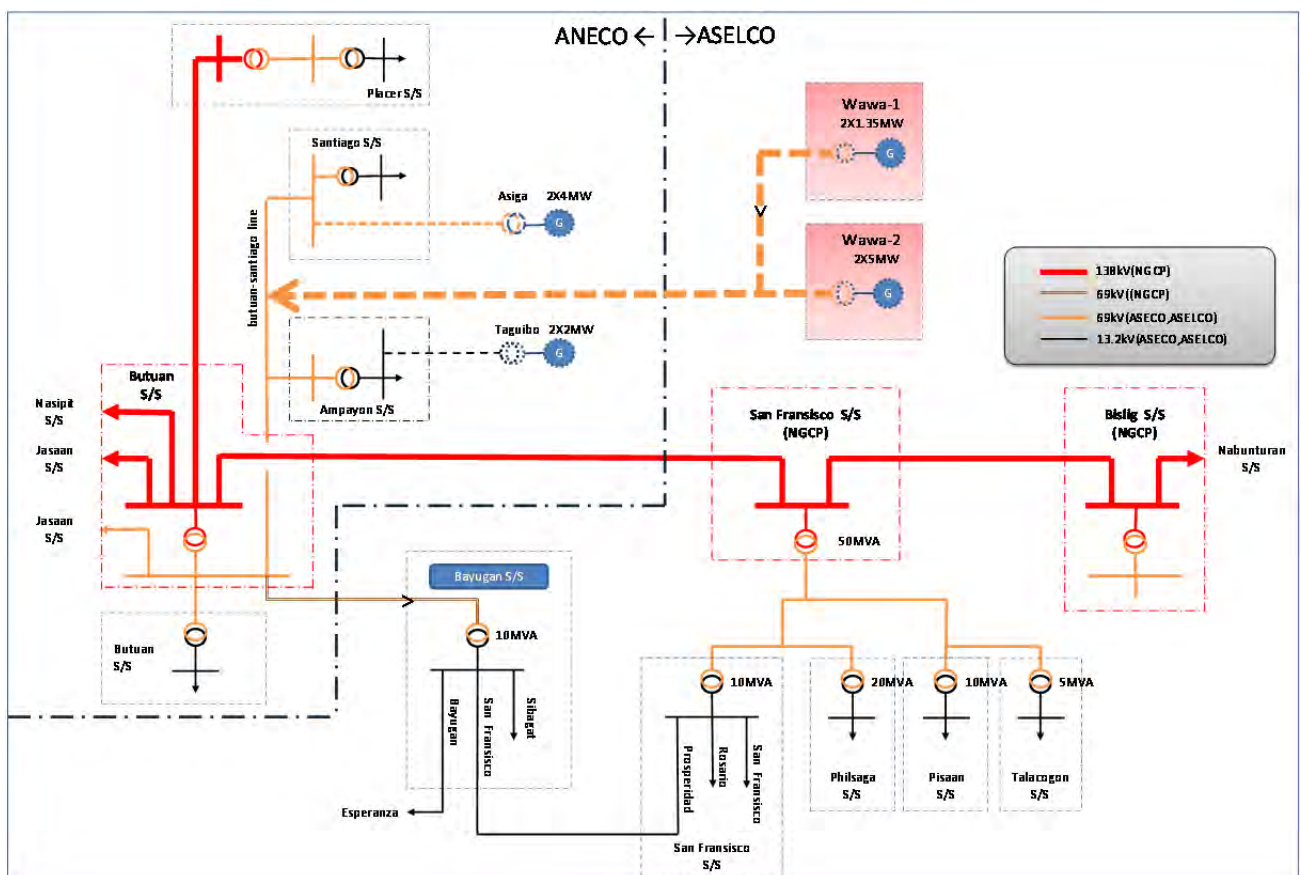 ANECO ← →ASELCO
Placer S/S
Santiago S/S
Asiga 2X4MW
G
butuan-santiago line
Wawa-1
2X1.35MW
G
Wawa-2
2X5MW
G
138kV(NGCP)
69kV((NGCP)
69kV(ASECO,ASELCO)
13.2kV(ASECO,ASELCO)
Taguibo 2X2MW
G
Ampayon S/S
Butuan
S/S
Nasipit
S/S
Jasaan
S/S
Jasaan
S/S
San Fransisco S/S
(NGCP)
50MVA
Bislig S/S
(NGCP)
Nabunturan
S/S
Butuan
S/S
Bayugan S/S
10MVA
Bayugan
San Fransisco
Sibagat
Esperanza
10MVA
Prosperidad
Rosario
San Fransisco
San Fransisco
S/S
20MVA
Philsaga
S/S
10MVA
Pisaan
S/S
5MVA
Talacogon
S/S